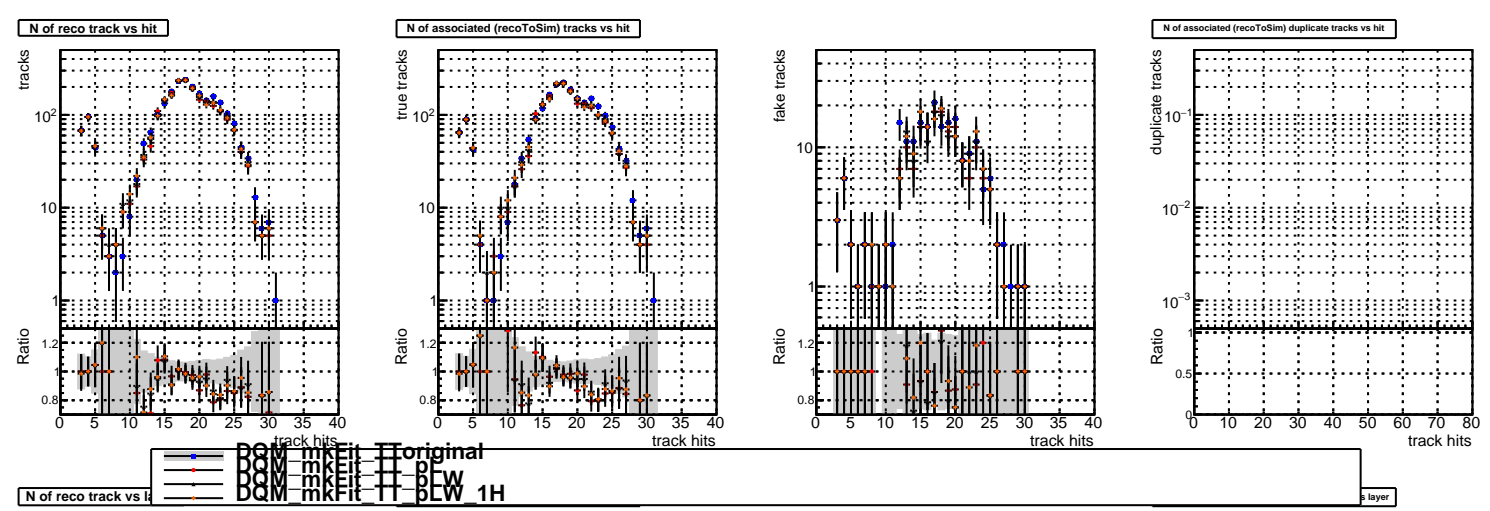 N of reco track vs hit
N of associated (recoToSim) tracks vs hit
N of associated (recoToSim) duplicate tracks vs hit
tracks
10²
10
1
Ratio
1.2
1
0.8
0 5 10 15 20 25 30 35 40
track hits
true tracks
10²
10
1
Ratio
1.2
1
0.8
0 5 10 15 20 25 30 35 40
track hits
fake tracks
10
1
Ratio
1.2
1
0.8
0 5 10 15 20 25 30 35 40
track hits
duplicate tracks
10⁻¹
10⁻²
10⁻³
Ratio
1
0.5
0
0 10 20 30 40 50 60 70 80
track hits
DQM_mkFit_TToriginal
DQM_mkFit_TT_pL
DQM_mkFit_TT_pLW
DQM_mkFit_TT_pLW_1H
N of reco track vs la
s layer